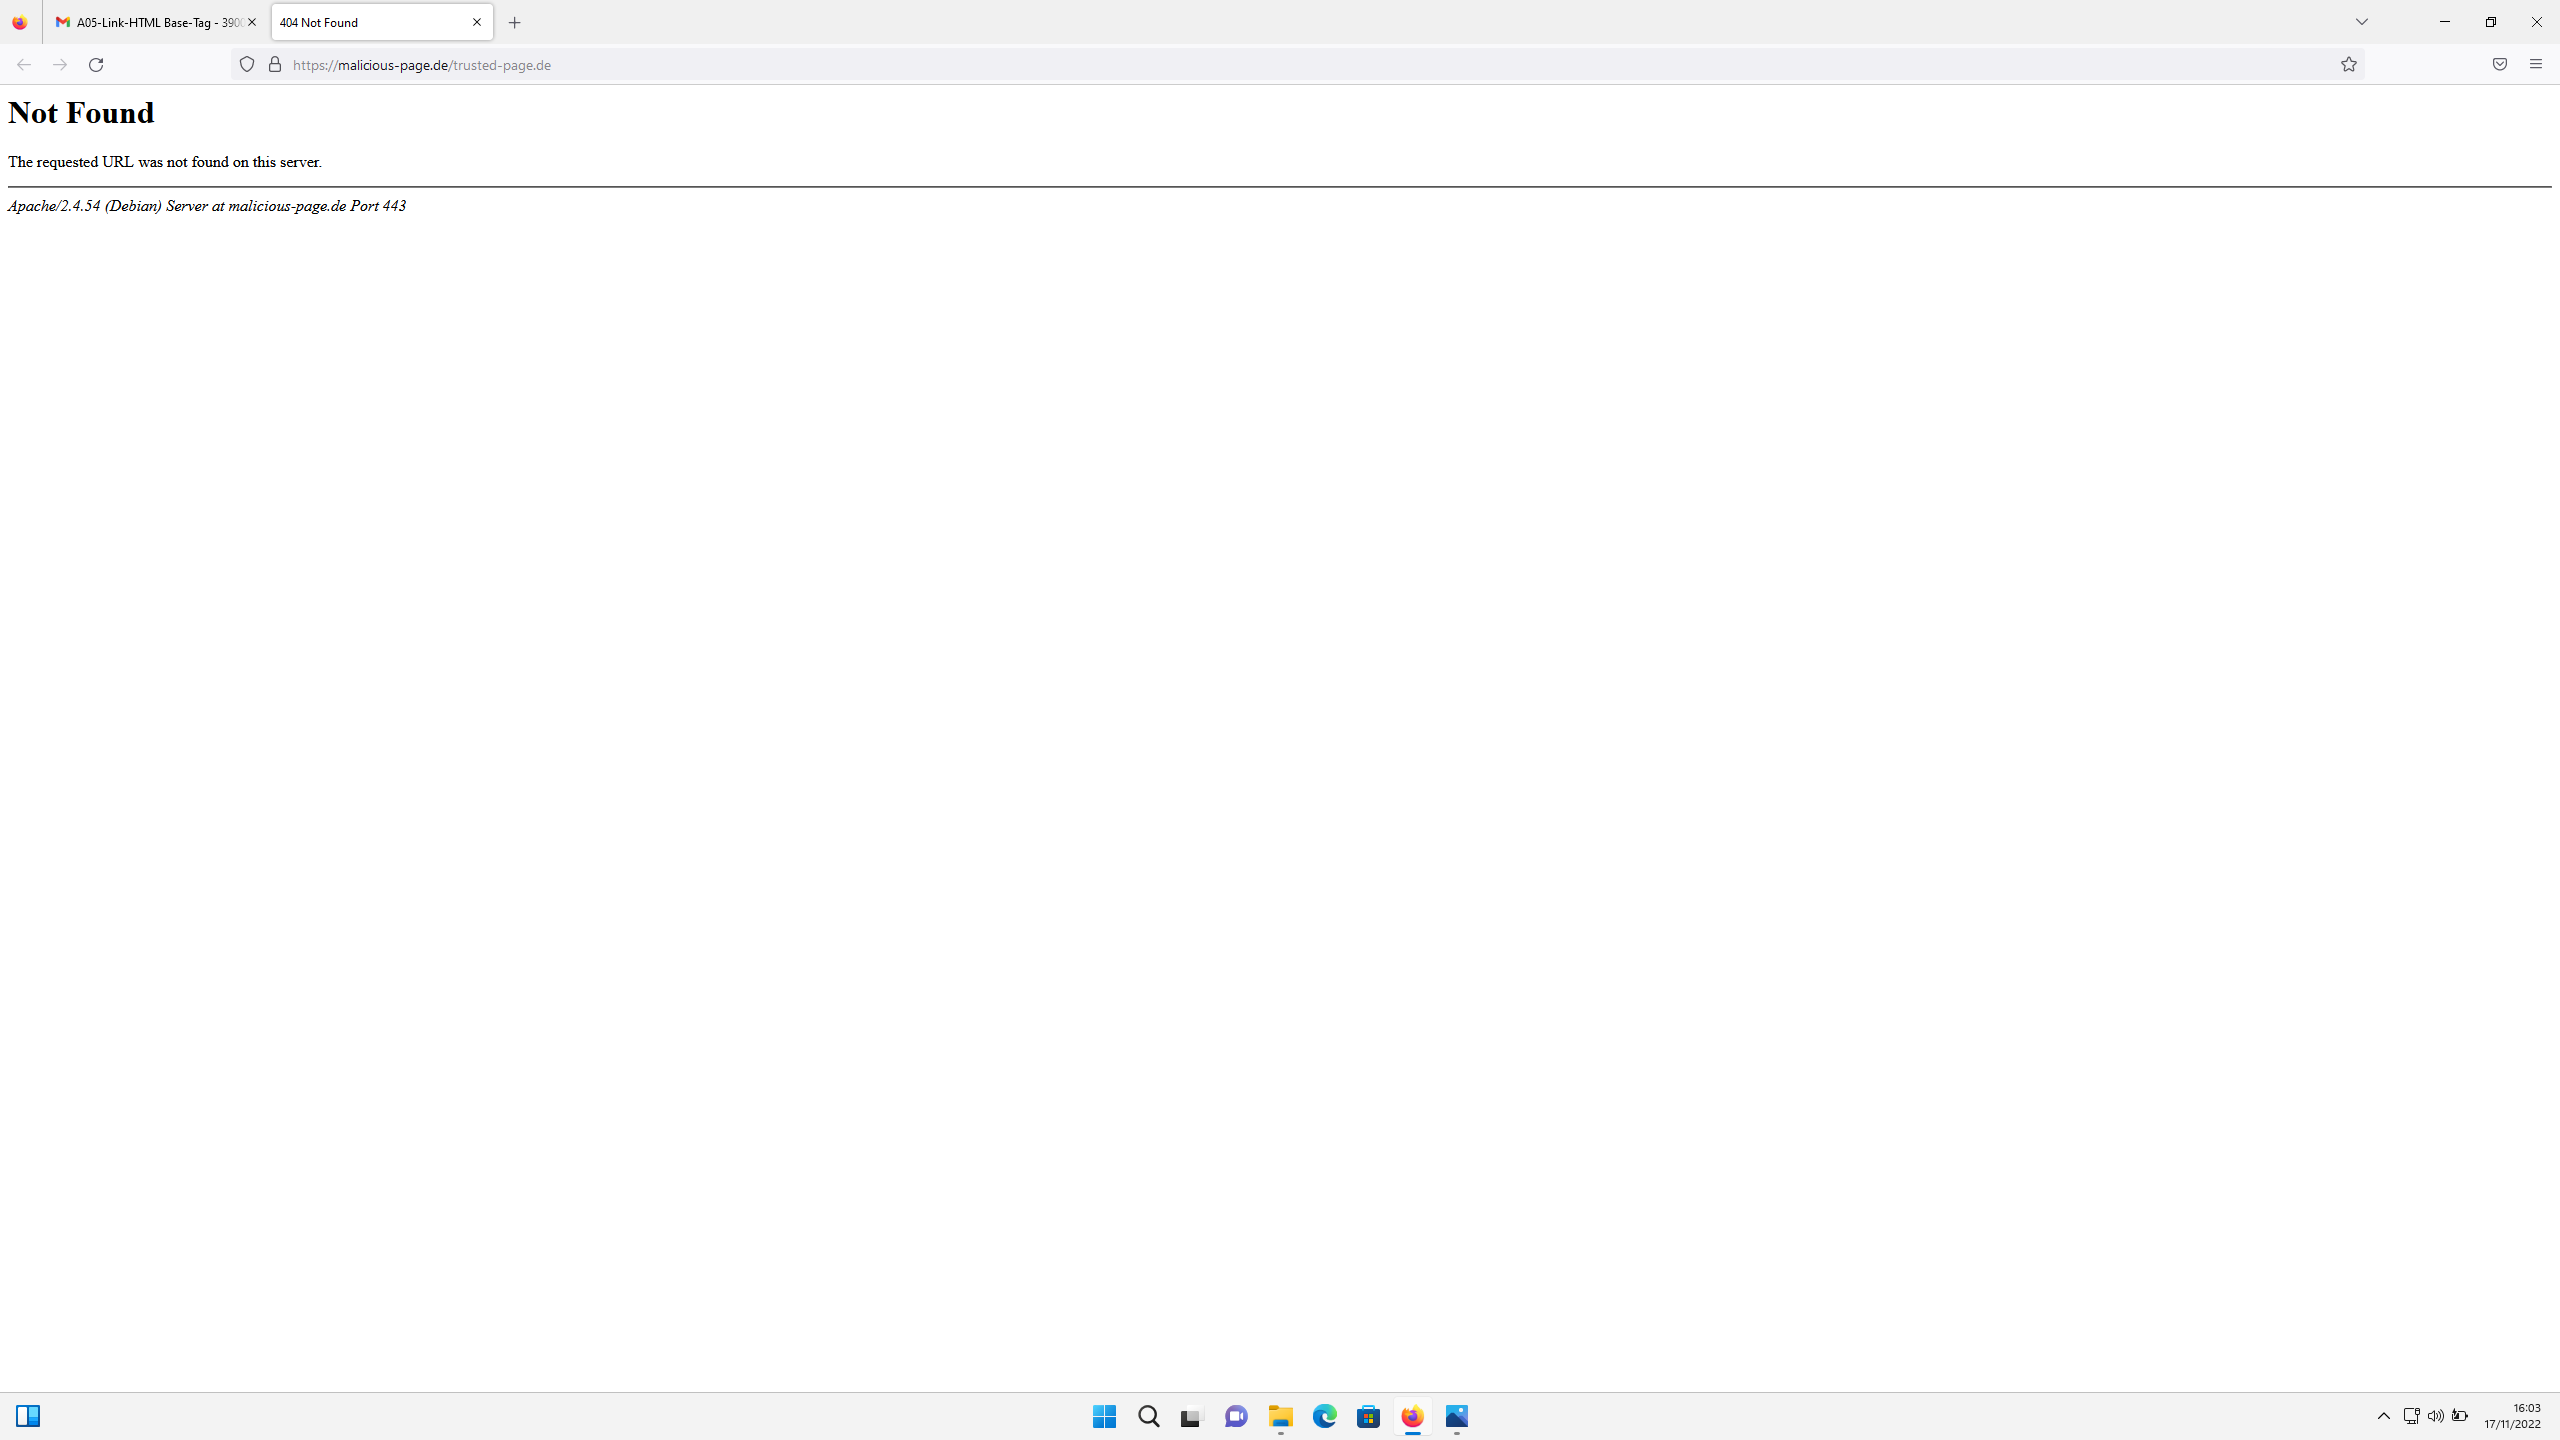 A05-Link-HTML Base-Tag - 390
404 Not Found
https://malicious-page.de/trusted-page.de
Not Found
The requested URL was not found on this server.
Apache/2.4.54 (Debian) Server at malicious-page.de Port 443
16:03
17/11/2022